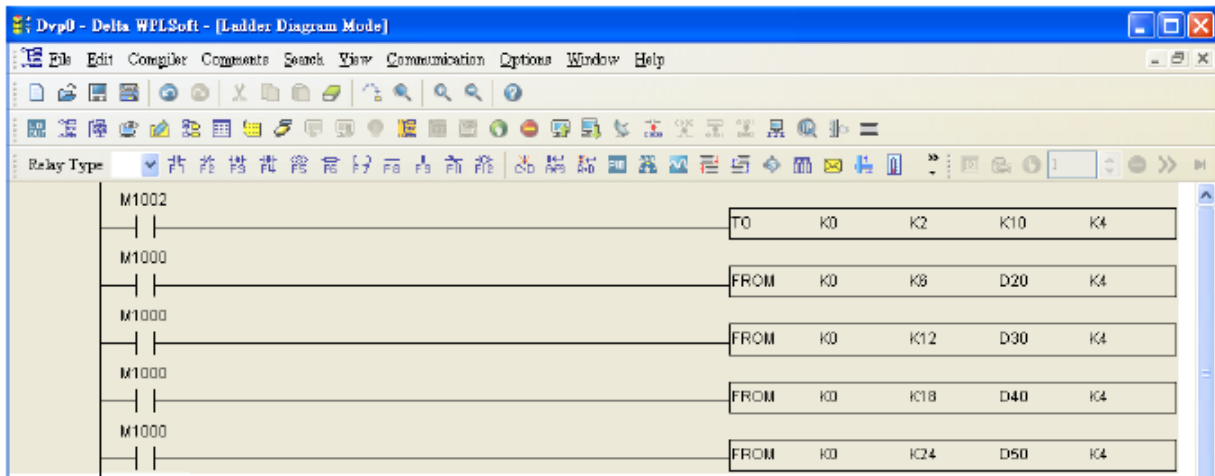 Dvp0 - Delta WPLSoft - [Ladder Diagram Mode]
File Edit Compiler Comments Search View Communication Options Window Help
Relay Type
1
M1002
TO K0 K2 K10 K4
M1000
FROM K0 K6 D20 K4
M1000
FROM K0 K12 D30 K4
M1000
FROM K0 K18 D40 K4
M1000
FROM K0 K24 D50 K4